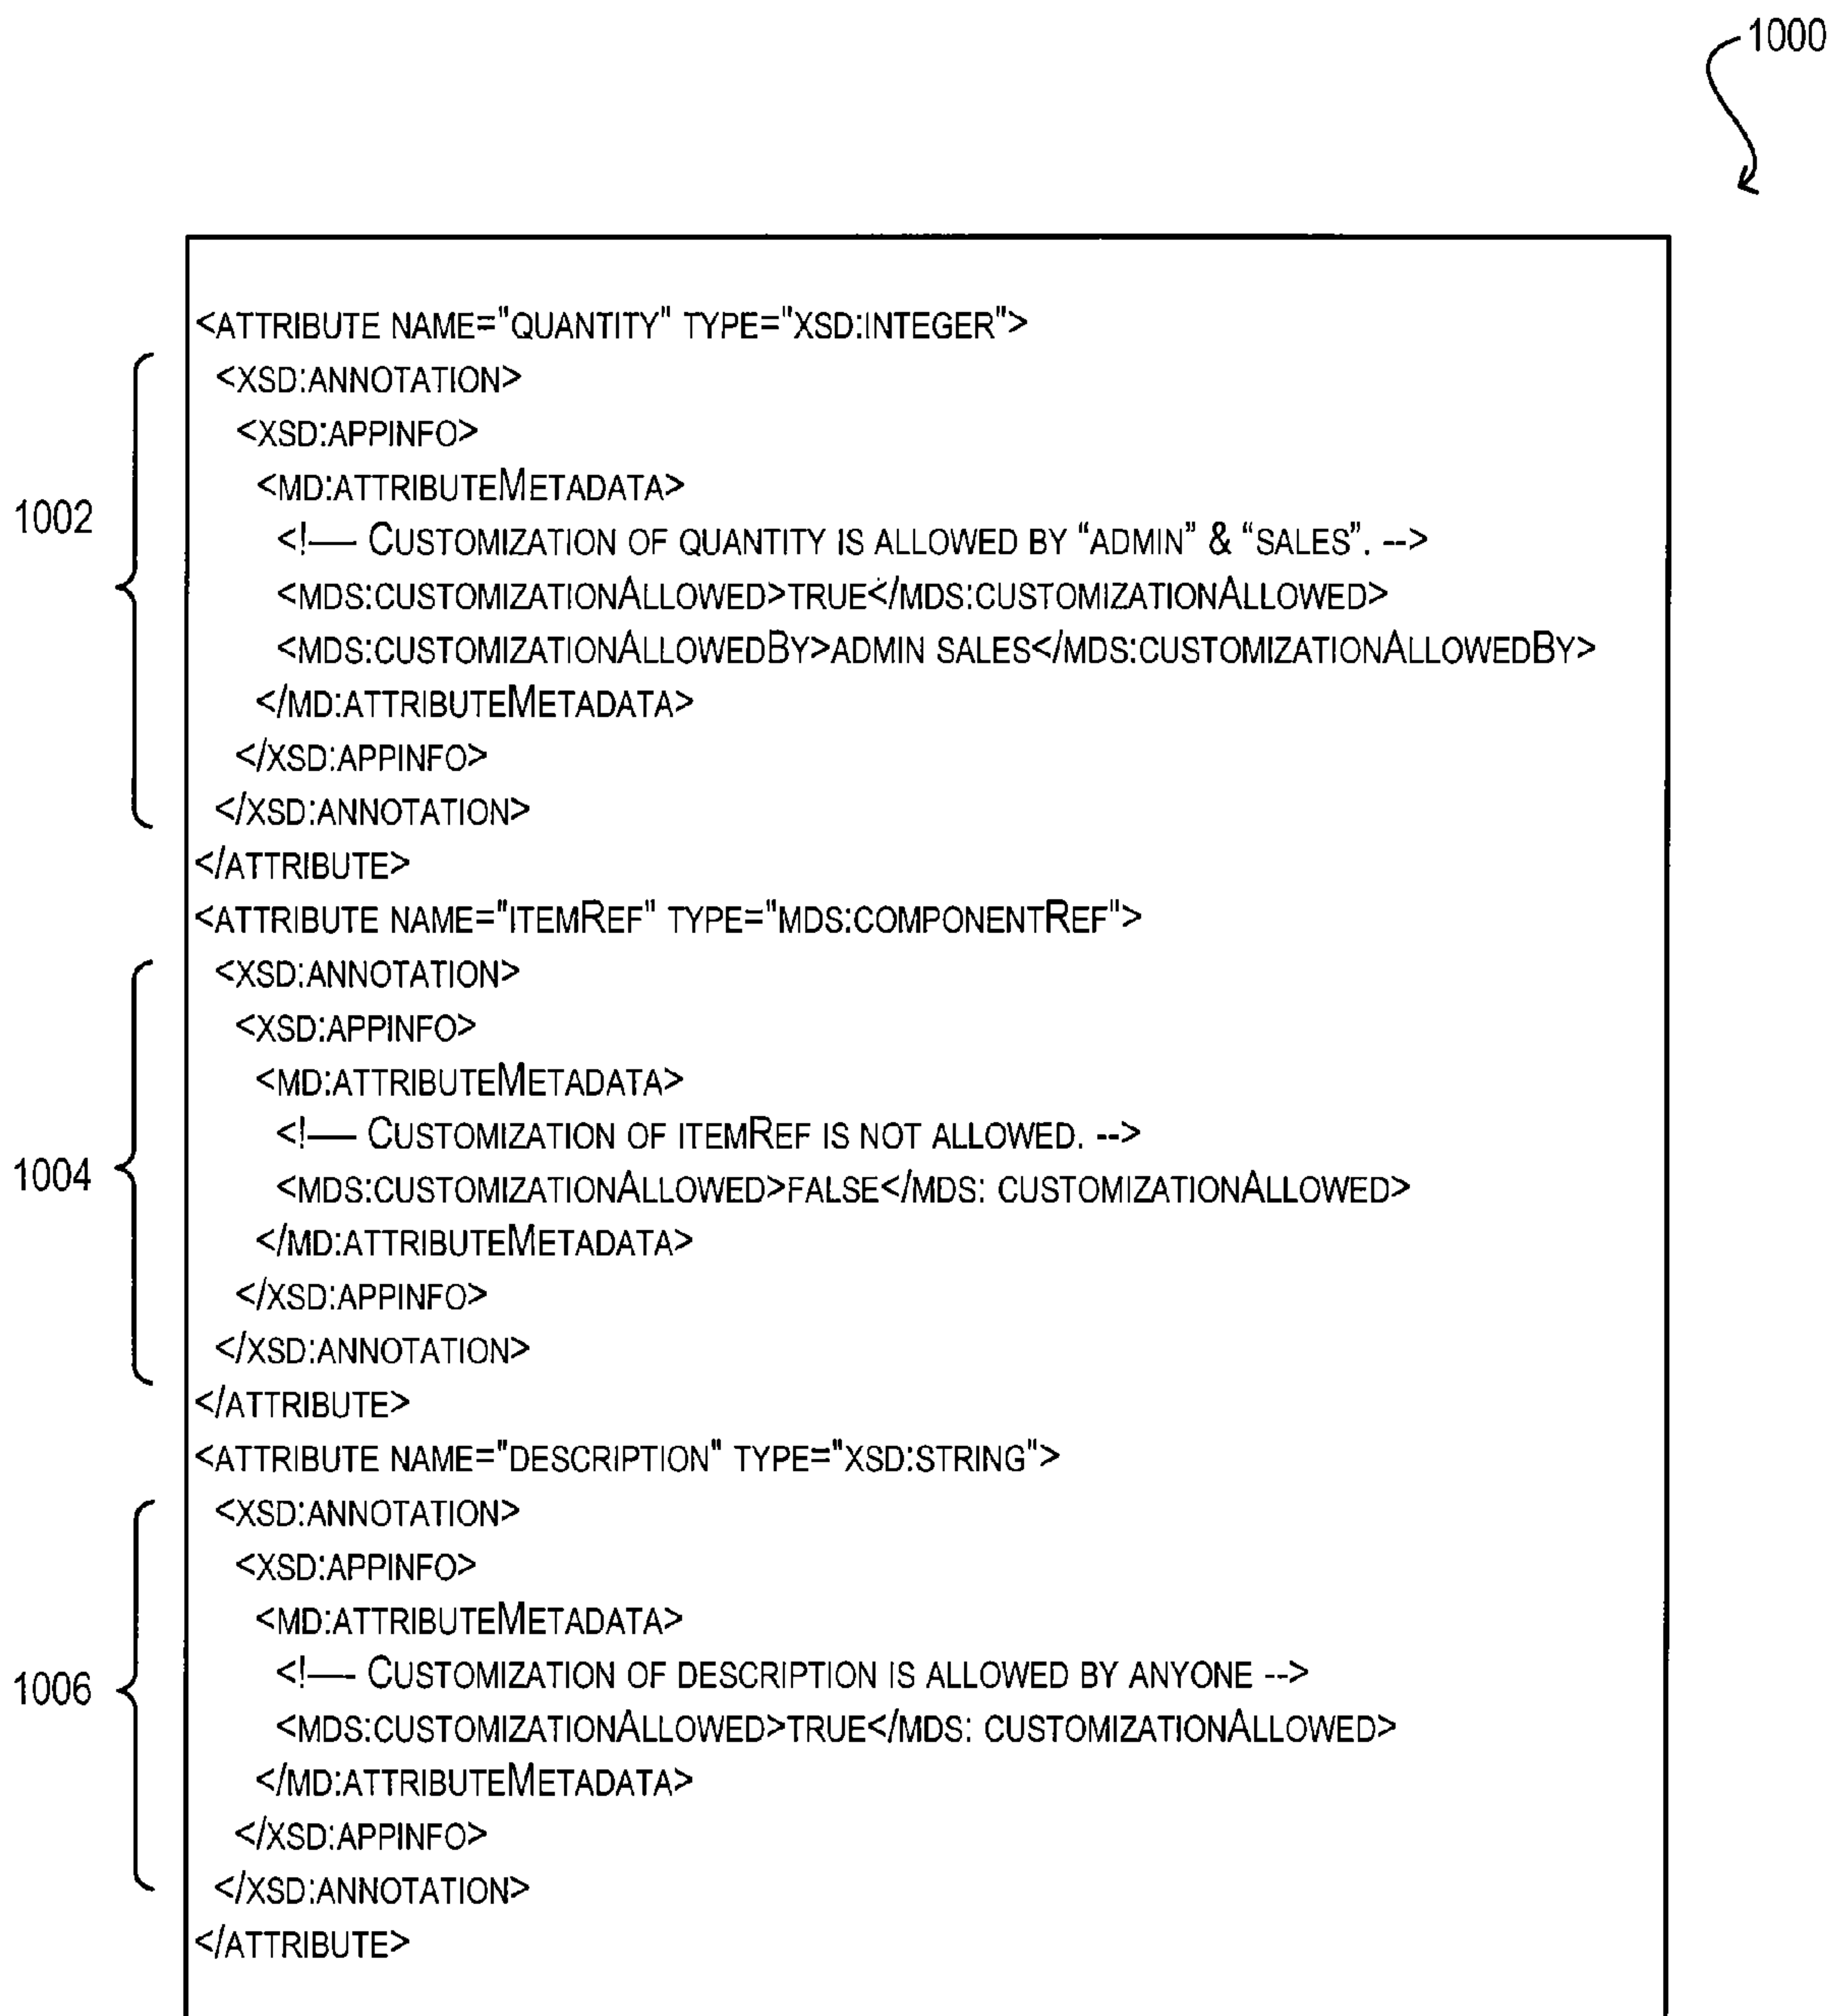 1000
<ATTRIBUTE NAME="QUANTITY" TYPE="XSD:INTEGER">
<XSD:ANNOTATION>
<XSD:APPINFO>
<MD:ATTRIBUTEMETADATA>
1002
<!—— CUSTOMIZATION OF QUANTITY IS ALLOWED BY “ADMIN” & “SALES”. -->
<MDS:CUSTOMIZATIONALLOWED>TRUE</MDS:CUSTOMIZATIONALLOWED>
<MDS:CUSTOMIZATIONALLOWEDBY>ADMIN SALES</MDS:CUSTOMIZATIONALLOWEDBY>
</MD:ATTRIBUTEMETADATA>
</XSD:APPINFO>
</XSD:ANNOTATION>
</ATTRIBUTE>
<ATTRIBUTE NAME="ITEMREF" TYPE="MDS:COMPONENTREF">
<XSD:ANNOTATION>
<XSD:APPINFO>
<MD:ATTRIBUTEMETADATA>
<!—— CUSTOMIZATION OF ITEMREF IS NOT ALLOWED. -->
1004
<MDS:CUSTOMIZATIONALLOWED>FALSE</MDS: CUSTOMIZATIONALLOWED>
</MD:ATTRIBUTEMETADATA>
</XSD:APPINFO>
</XSD:ANNOTATION>
</ATTRIBUTE>
<ATTRIBUTE NAME="DESCRIPTION" TYPE="XSD:STRING">
<XSD:ANNOTATION>
<XSD:APPINFO>
<MD:ATTRIBUTEMETADATA>
1006
<!—— CUSTOMIZATION OF DESCRIPTION IS ALLOWED BY ANYONE -->
<MDS:CUSTOMIZATIONALLOWED>TRUE</MDS: CUSTOMIZATIONALLOWED>
</MD:ATTRIBUTEMETADATA>
</XSD:APPINFO>
</XSD:ANNOTATION>
</ATTRIBUTE>